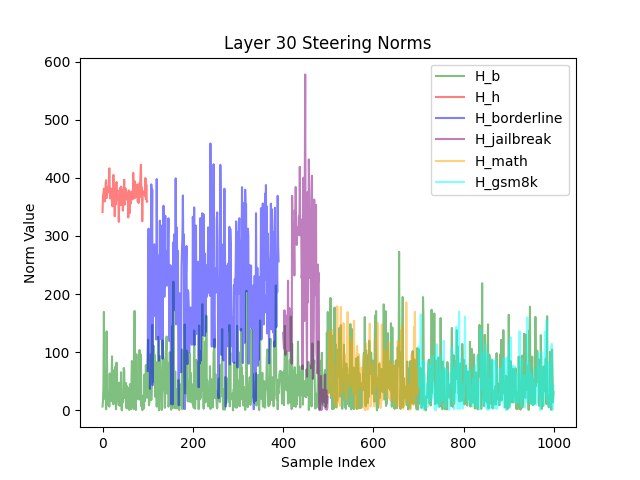 Layer 30 Steering Norms
600
500
400
300
200
100
0
Norm Value
H_b
H_h
H_borderline
H_jailbreak
H_math
H_gsm8k
0
200
400
600
800
1000
Sample Index